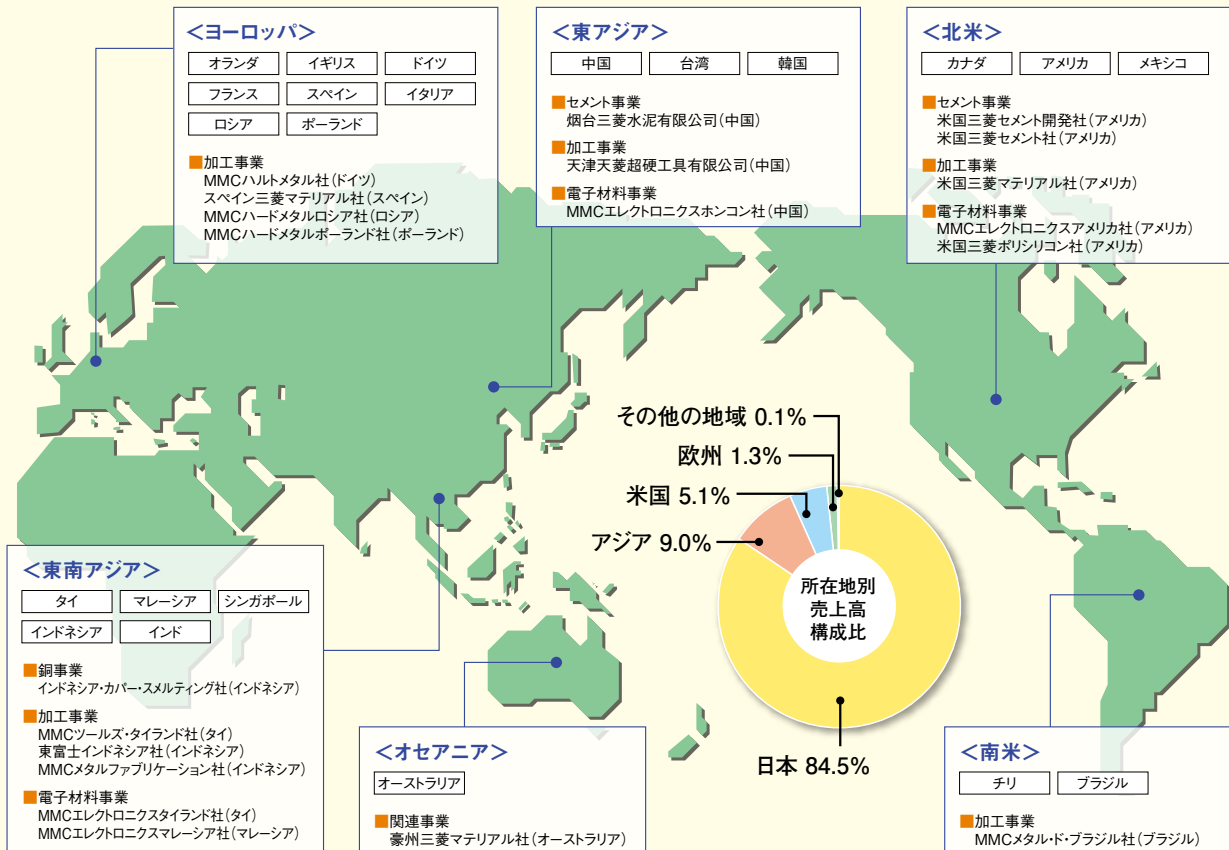 <ヨーロッパ>
オランダ イギリス ドイツ
フランス スペイン イタリア
ロシア ポーランド
■加工事業
MMCハルトメタル社(ドイツ)
スペイン三菱マテリアル社(スペイン)
MMCハードメタルロシア社(ロシア)
MMCハードメタルポーランド社(ポーランド)
<東アジア>
中国 台湾 韓国
■セメント事業
烟台三菱水泥有限公司(中国)
■加工事業
天津天菱超硬工具有限公司(中国)
■電子材料事業
MMCエレクトロニクスホンコン社(中国)
<北米>
カナダ アメリカ メキシコ
■セメント事業
米国三菱セメント開発社(アメリカ)
米国三菱セメント社(アメリカ)
■加工事業
米国三菱マテリアル社(アメリカ)
■電子材料事業
MMCエレクトロニクスアメリカ社(アメリカ)
米国三菱ポリシリコン社(アメリカ)
その他の地域 0.1%
欧州 1.3%
米国 5.1%
アジア 9.0%
所在地別
売上高
構成比
日本 84.5%
<東南アジア>
タイ マレーシア シンガポール
インドネシア インド
■銅事業
インドネシア・カパー・スメルティング社(インドネシア)
■加工事業
MMCツールズ・タイランド社(タイ)
東富士インドネシア社(インドネシア)
MMCメタルファブリケーション社(インドネシア)
■電子材料事業
MMCエレクトロニクスタイランド社(タイ)
MMCエレクトロニクスマレーシア社(マレーシア)
<オセアニア>
オーストラリア
■関連事業
豪州三菱マテリアル社(オーストラリア)
<南米>
チリ ブラジル
■加工事業
MMCメタル・ド・ブラジル社(ブラジル)